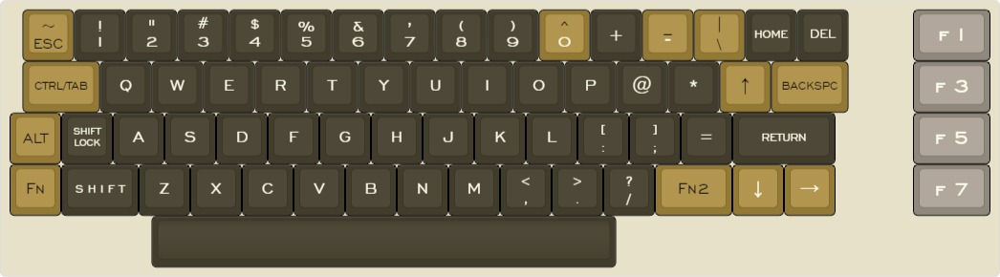 ~ ! " # $ % & ' ( ) ^ — |
ESC 1 2 3 4 5 6 7 8 9 0 + - \ HOME DEL F 1
CTRL/TAB Q W E R T Y U I O P @ * ↑ BACKSPC F 3
SHIFT [ ]
ALT LOCK A S D F G H J K L : ; = RETURN F 5
< > ?
FN SHIFT Z X C V B N M , . / FN2 ↓ → F 7